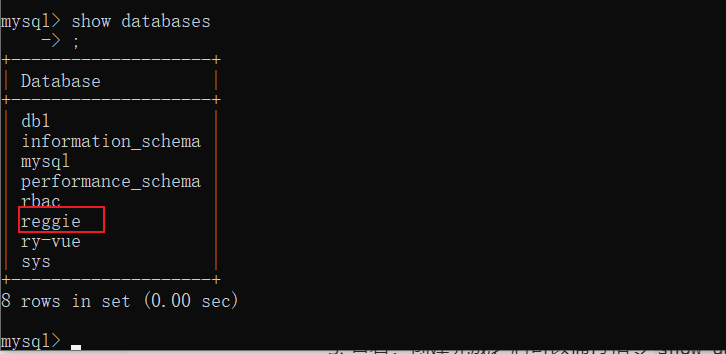 mysql> show databases
    -> ;
+--------------------+
| Database           |
+--------------------+
| db1                |
| information_schema |
| mysql              |
| performance_schema |
| rbac               |
| reggie             |
| ry-vue             |
| sys                |
+--------------------+
8 rows in set (0.00 sec)
mysql>